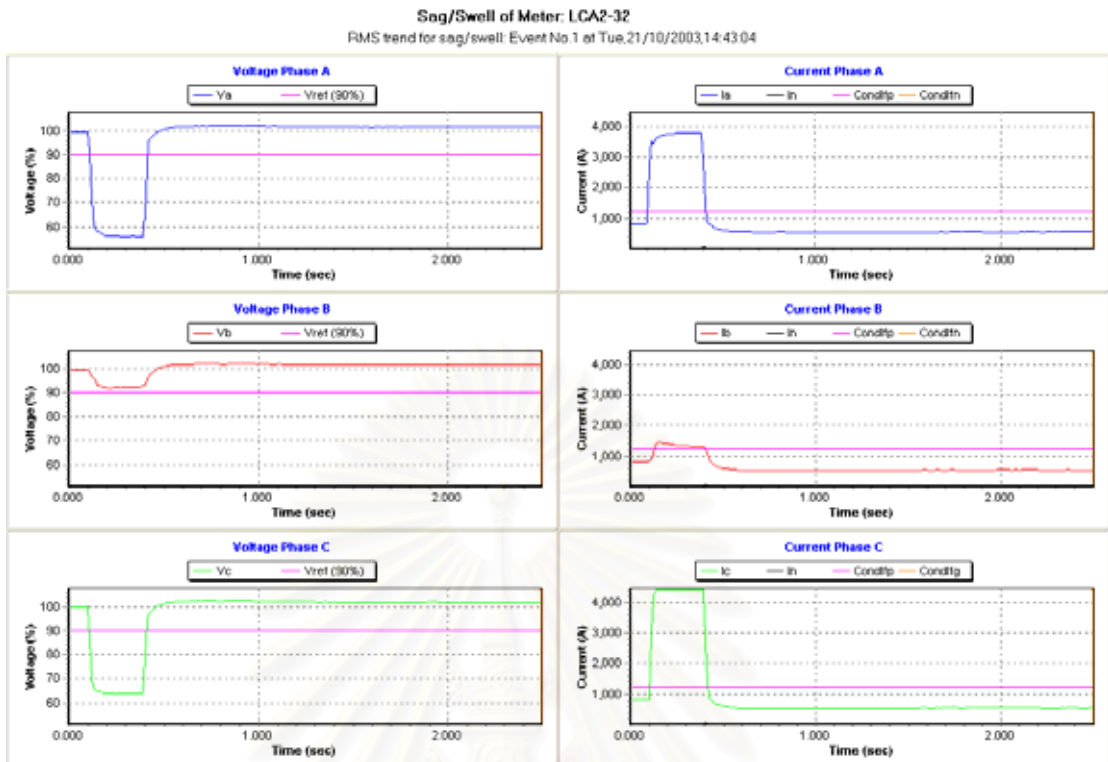 Sag/Swell of Meter: LCA2-32
RMS trend for sag/swell: Event No.1 at Tue,21/10/2003,14:43:04
Voltage Phase A
Va Vref (90%)
Voltage (%)
100
90
80
70
60
0.000 1.000 2.000
Time (sec)
Current Phase A
Ia In Condtfp Condtfn
Current (A)
4,000
3,000
2,000
1,000
0.000 1.000 2.000
Time (sec)
Voltage Phase B
Vb Vref (90%)
Voltage (%)
100
90
80
70
60
0.000 1.000 2.000
Time (sec)
Current Phase B
Ib In Condtfp Condtfn
Current (A)
4,000
3,000
2,000
1,000
0.000 1.000 2.000
Time (sec)
Voltage Phase C
Vc Vref (90%)
Voltage (%)
100
90
80
70
60
0.000 1.000 2.000
Time (sec)
Current Phase C
Ic In Condtfp Condtfg
Current (A)
4,000
3,000
2,000
1,000
0.000 1.000 2.000
Time (sec)